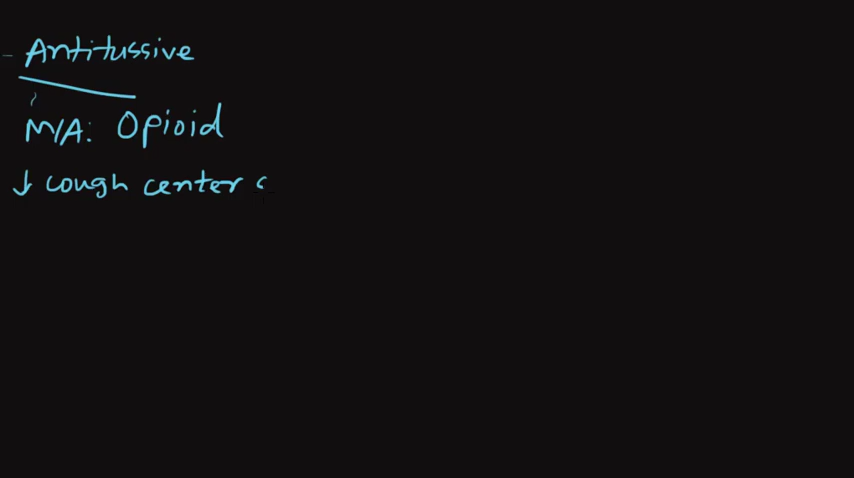 - Antitussive
M/A: Opioid
↓ cough center